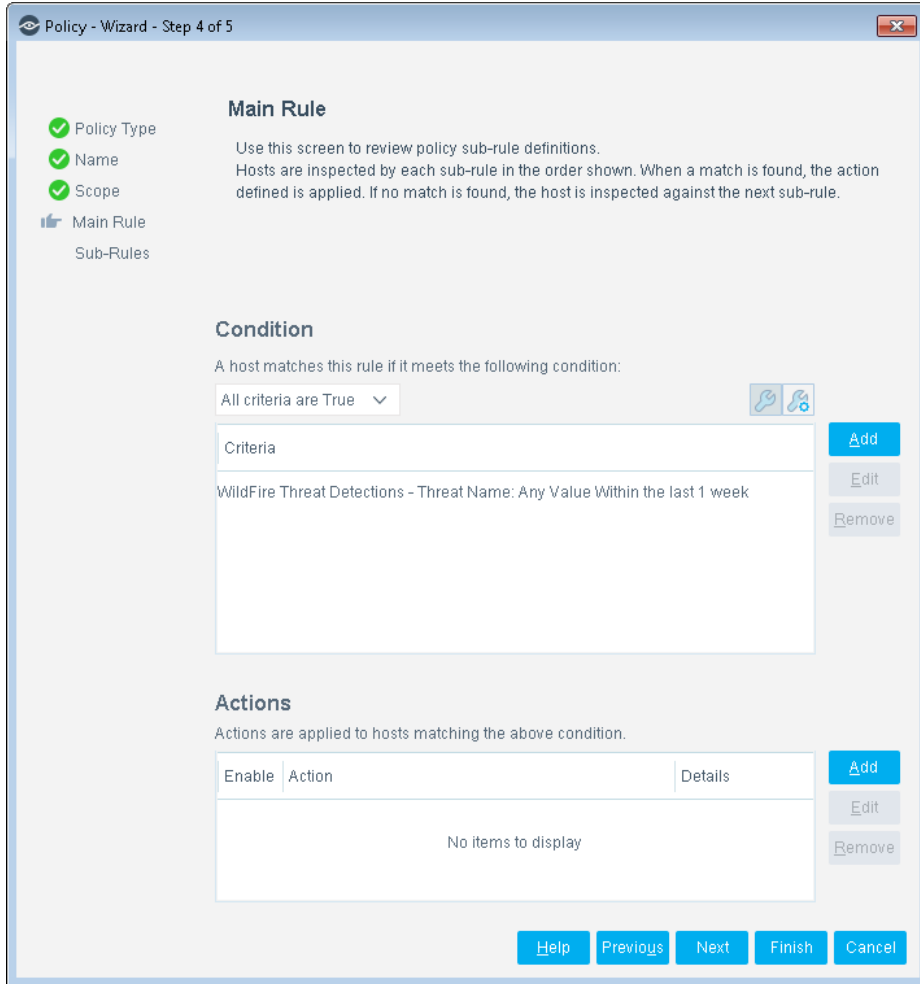 Policy - Wizard - Step 4 of 5
Policy Type
Name
Scope
Main Rule
Sub-Rules
Main Rule
Use this screen to review policy sub-rule definitions.
Hosts are inspected by each sub-rule in the order shown. When a match is found, the action
defined is applied. If no match is found, the host is inspected against the next sub-rule.
Condition
A host matches this rule if it meets the following condition:
All criteria are True
Criteria
WildFire Threat Detections - Threat Name: Any Value Within the last 1 week
Add
Edit
Remove
Actions
Actions are applied to hosts matching the above condition.
Enable Action Details
No items to display
Add
Edit
Remove
Help Previous Next Finish Cancel